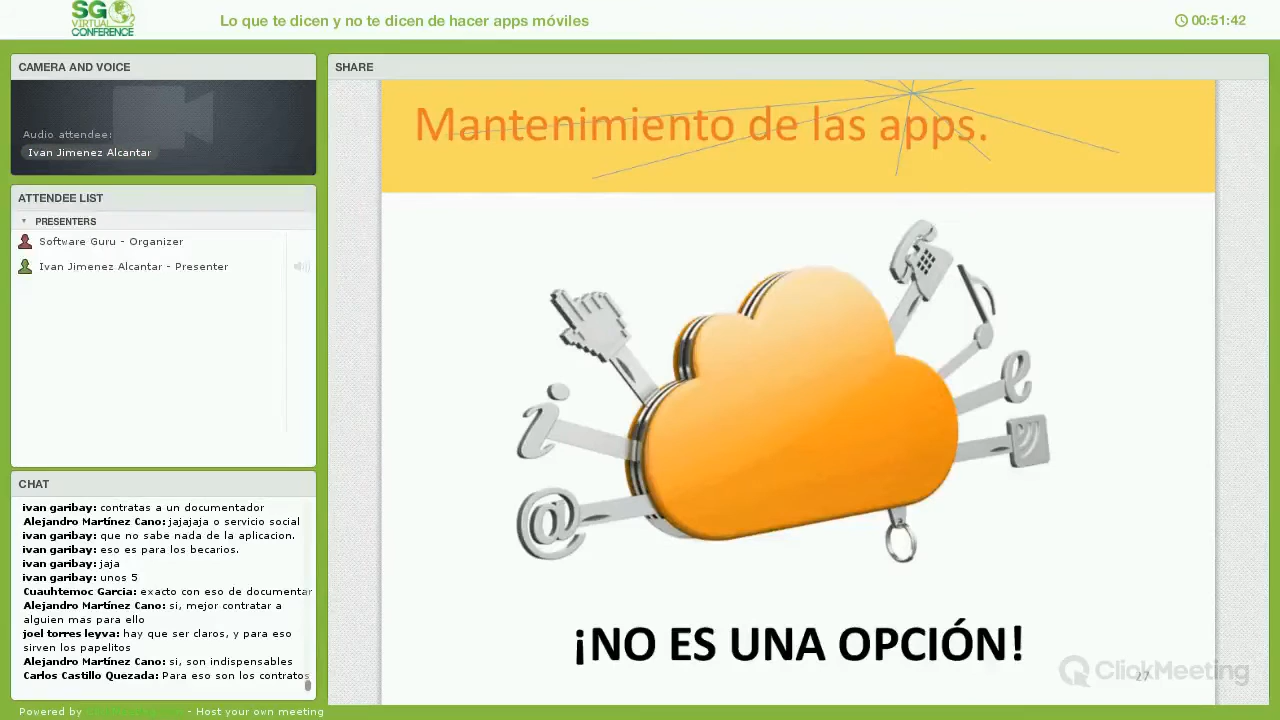 SG
VIRTUAL
CONFERENCE
Lo que te dicen y no te dicen de hacer apps móviles
00:51:42
CAMERA AND VOICE
Audio attendee:
Ivan Jimenez Alcantar
ATTENDEE LIST
PRESENTERS
Software Guru - Organizer
Ivan Jimenez Alcantar - Presenter
CHAT
ivan garibay: contratas a un documentador
Alejandro Martínez Cano: jajajaja o servicio social
ivan garibay: que no sabe nada de la aplicacion.
ivan garibay: eso es para los becarios.
ivan garibay: jaja
ivan garibay: unos 5
Cuauhtemoc Garcia: exacto con eso de documentar
Alejandro Martínez Cano: si, mejor contratar a
alguien mas para ello
joel torres leyva: hay que ser claros, y para eso
sirven los papelitos
Alejandro Martínez Cano: si, son indispensables
Carlos Castillo Quezada: Para eso son los contratos
Powered by
- Host your own meeting
SHARE
Mantenimiento de las apps.
i
@
e
¡NO ES UNA OPCIÓN!
ClickMeeting
27